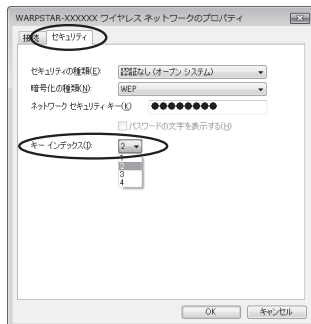 WARPSTAR-XXXXXX ワイヤレス ネットワークのプロパティ
接続 セキュリティ
セキュリティの種類(E): 認証なし (オープン システム)
暗号化の種類(N): WEP
ネットワーク セキュリティ キー(K) ●●●●●●●●
パスワードの文字を表示する(H)
キー インデックス(I): 2
1
2
3
4
OK キャンセル